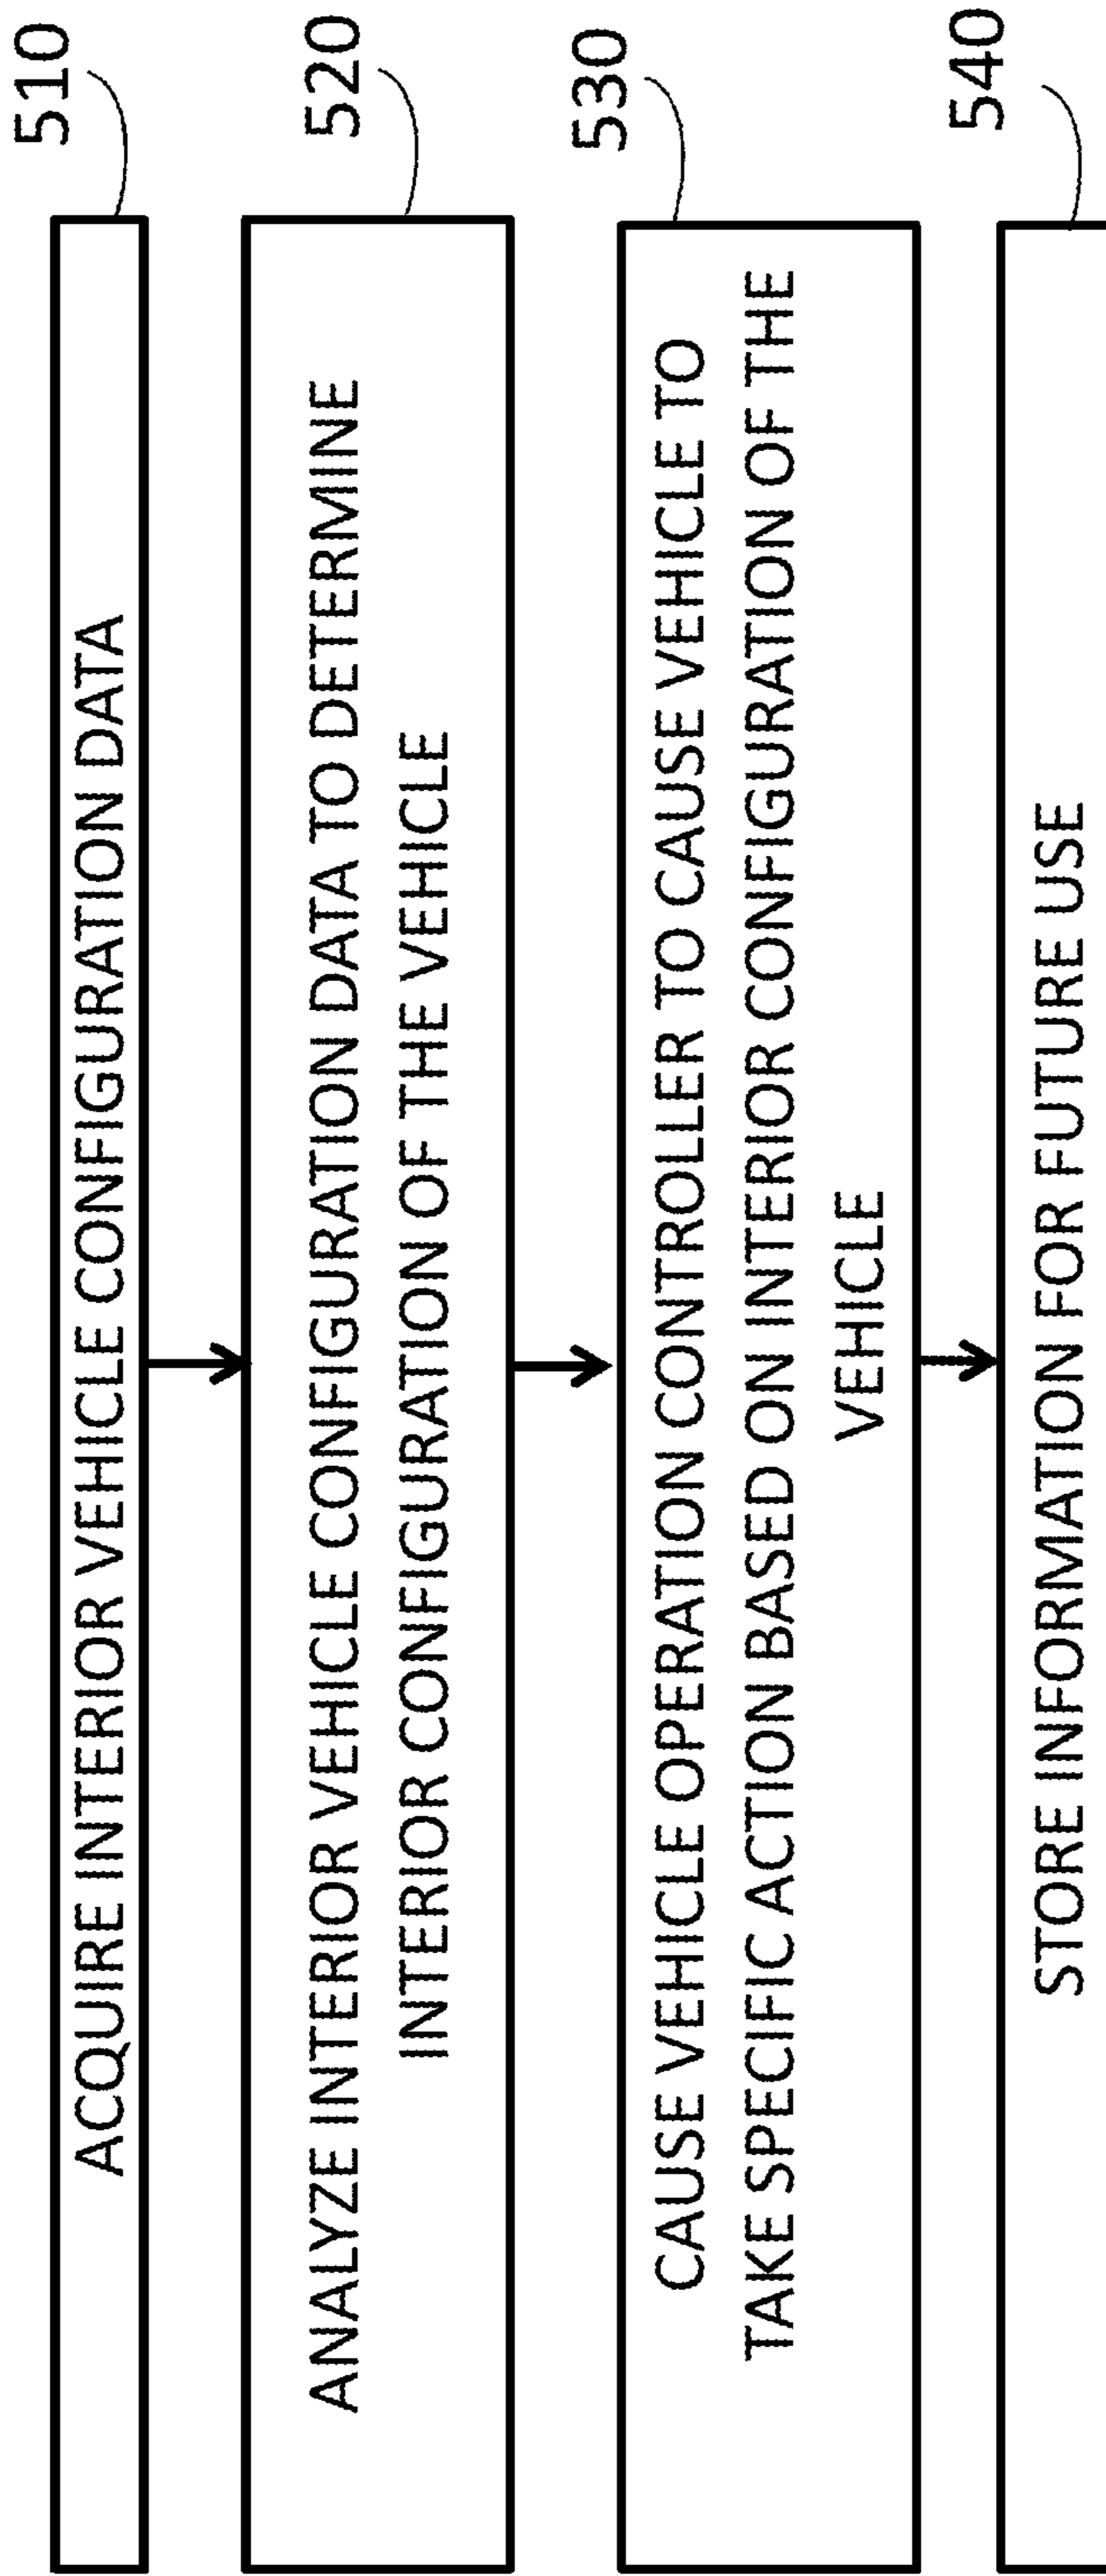 510
ACQUIRE INTERIOR VEHICLE CONFIGURATION DATA
520
ANALYZE INTERIOR VEHICLE CONFIGURATION DATA TO DETERMINE
INTERIOR CONFIGURATION OF THE VEHICLE
530
CAUSE VEHICLE OPERATION CONTROLLER TO CAUSE VEHICLE TO
TAKE SPECIFIC ACTION BASED ON INTERIOR CONFIGURATION OF THE
VEHICLE
540
STORE INFORMATION FOR FUTURE USE